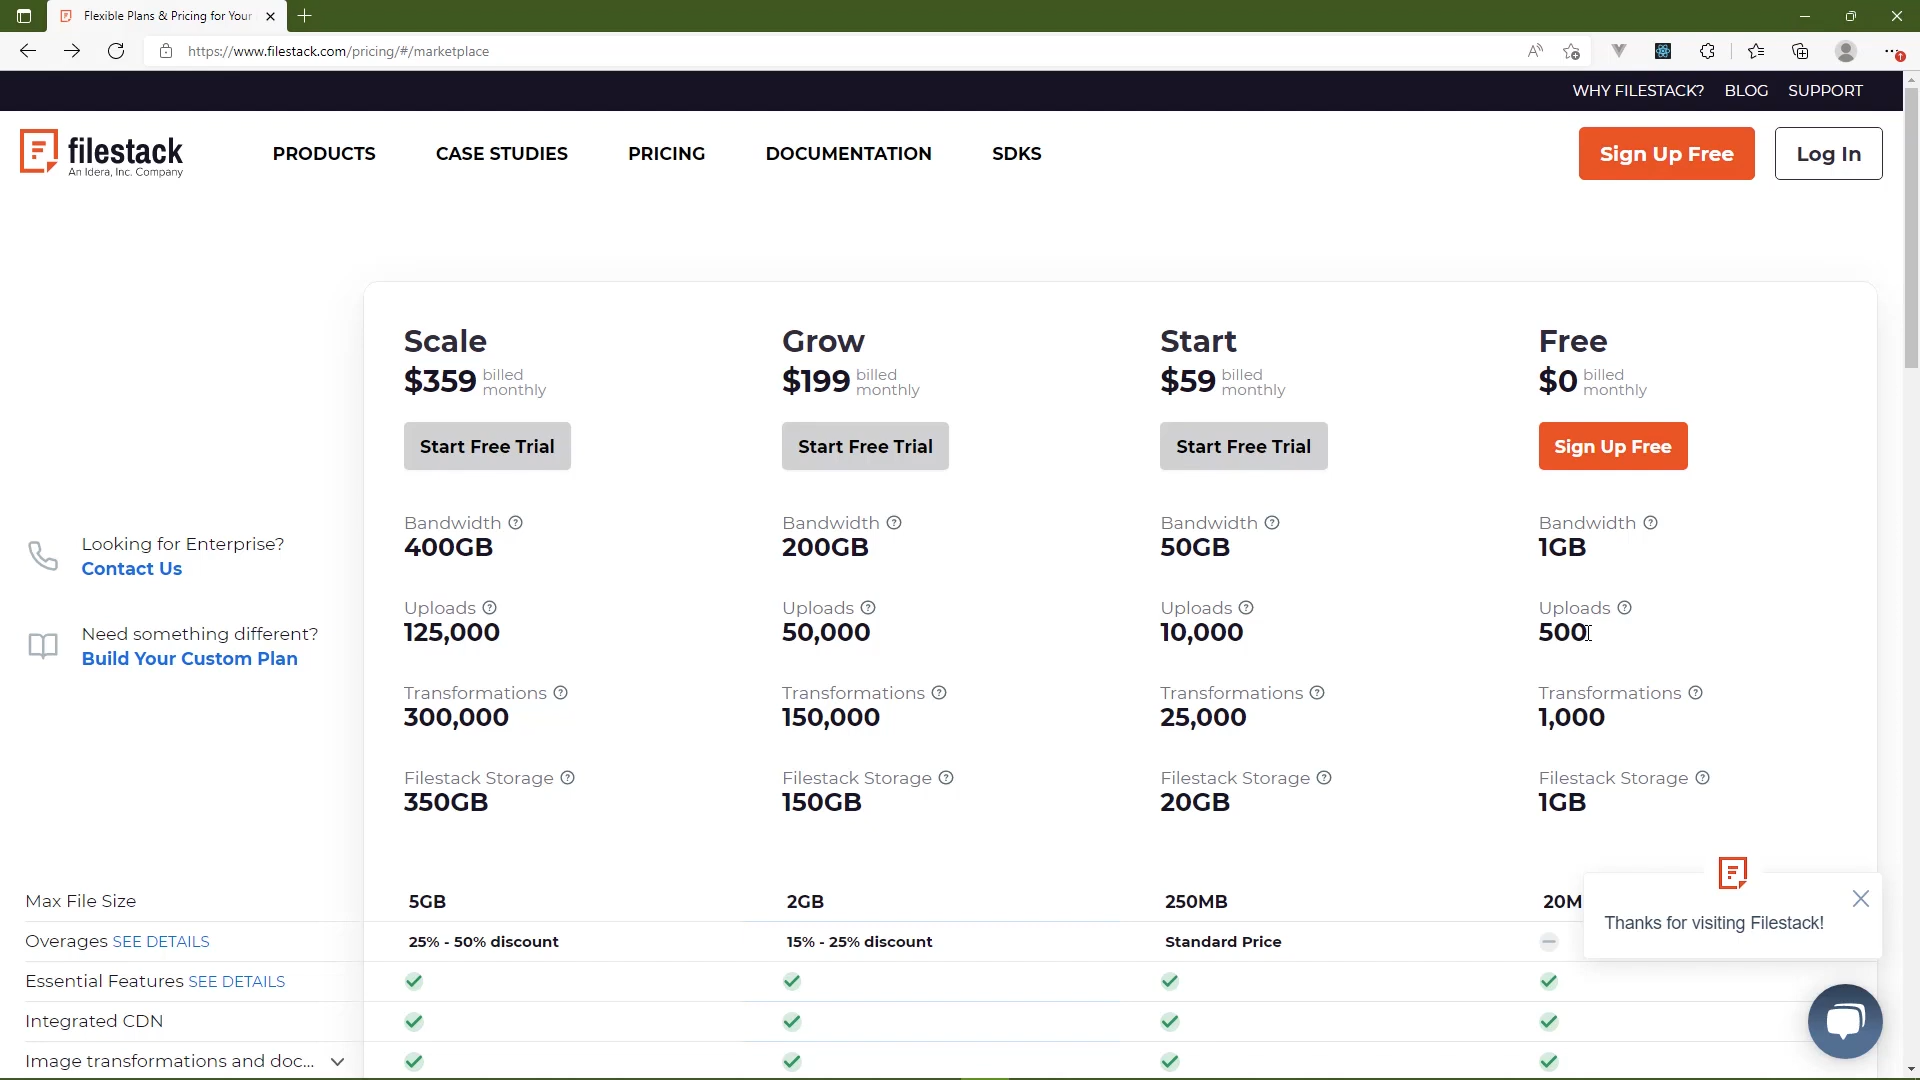 Flexible Plans & Pricing for Your
https://www.filestack.com/pricing/#/marketplace
WHY FILESTACK? BLOG SUPPORT
filestack
An Idera, Inc. Company
PRODUCTS CASE STUDIES PRICING DOCUMENTATION SDKS
Sign Up Free Log In
Scale Grow Start Free
$359 billed monthly $199 billed monthly $59 billed monthly $0 billed monthly
Start Free Trial Start Free Trial Start Free Trial Sign Up Free
Bandwidth Bandwidth Bandwidth Bandwidth
400GB 200GB 50GB 1GB
Looking for Enterprise?
Contact Us
Uploads Uploads Uploads Uploads
125,000 50,000 10,000 500
Need something different?
Build Your Custom Plan
Transformations Transformations Transformations Transformations
300,000 150,000 25,000 1,000
Filestack Storage Filestack Storage Filestack Storage Filestack Storage
350GB 150GB 20GB 1GB
Max File Size 5GB 2GB 250MB 20M
Thanks for visiting Filestack!
Overages SEE DETAILS 25% - 50% discount 15% - 25% discount Standard Price
Essential Features SEE DETAILS
Integrated CDN
Image transformations and doc...